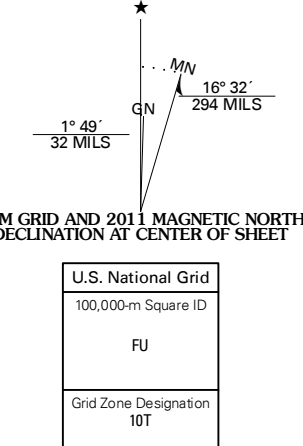 ★
MN
16° 32´
294 MILS
GN
1° 49´
32 MILS
M GRID AND 2011 MAGNETIC NORTH
DECLINATION AT CENTER OF SHEET
U.S. National Grid
100,000-m Square ID
FU
Grid Zone Designation
10T